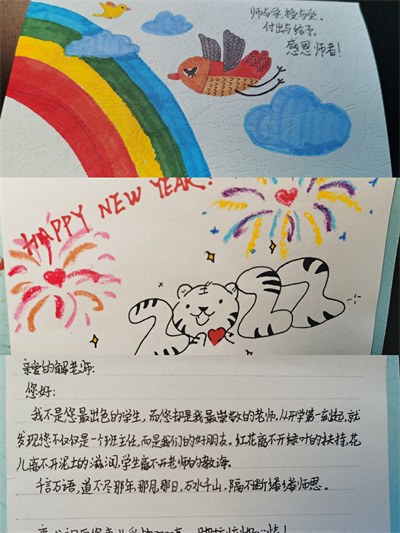 师与学,授与受。
付出与给予,
感恩师者!
HAPPY NEW YEAR!
2022
亲爱的解老师:
您好:
我不是您最出色的学生,而您却是我最崇敬的老师。从开学第一刻起,就
发现您不仅仅是一个班主任,而是我们的好朋友。红花离不开绿叶的扶持,花
儿离不开泥土的滋润,学生离不开老师的教诲。
千言万语,道不尽那年,那月,那日,万水千山,隔不断缕缕师恩。